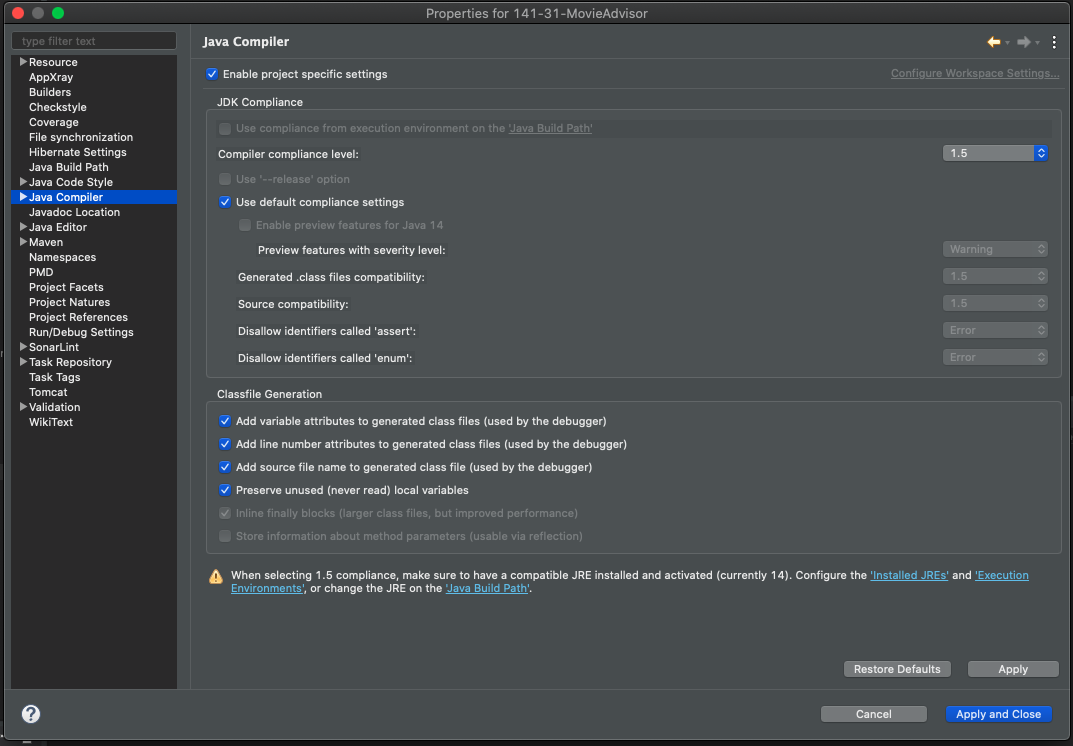 Properties for 141-31-MovieAdvisor
type filter text
Resource
AppXray
Builders
Checkstyle
Coverage
File synchronization
Hibernate Settings
Java Build Path
Java Code Style
Java Compiler
Javadoc Location
Java Editor
Maven
Namespaces
PMD
Project Facets
Project Natures
Project References
Run/Debug Settings
SonarLint
Task Repository
Task Tags
Tomcat
Validation
WikiText
Java Compiler
Enable project specific settings
Configure Workspace Settings...
JDK Compliance
Use compliance from execution environment on the 'Java Build Path'
Compiler compliance level: 1.5
Use '--release' option
Use default compliance settings
Enable preview features for Java 14
Preview features with severity level: Warning
Generated .class files compatibility: 1.5
Source compatibility: 1.5
Disallow identifiers called 'assert': Error
Disallow identifiers called 'enum': Error
Classfile Generation
Add variable attributes to generated class files (used by the debugger)
Add line number attributes to generated class files (used by the debugger)
Add source file name to generated class file (used by the debugger)
Preserve unused (never read) local variables
Inline finally blocks (larger class files, but improved performance)
Store information about method parameters (usable via reflection)
When selecting 1.5 compliance, make sure to have a compatible JRE installed and activated (currently 14). Configure the 'Installed JREs' and 'Execution
Environments', or change the JRE on the 'Java Build Path'.
Restore Defaults
Apply
?
Cancel
Apply and Close